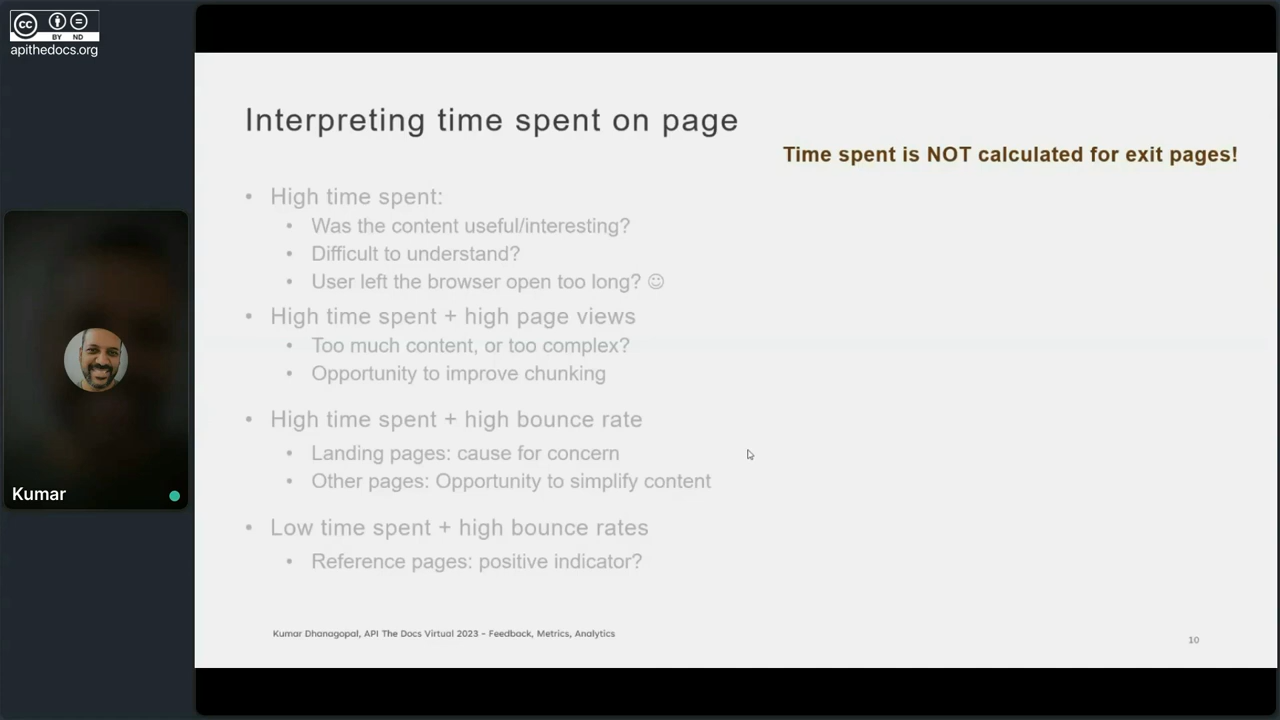 CC BY ND
apithedocs.org
Interpreting time spent on page
Time spent is NOT calculated for exit pages!
• High time spent:
• Was the content useful/interesting?
• Difficult to understand?
• User left the browser open too long? ☺
• High time spent + high page views
• Too much content, or too complex?
• Opportunity to improve chunking
• High time spent + high bounce rate
• Landing pages: cause for concern
• Other pages: Opportunity to simplify content
• Low time spent + high bounce rates
• Reference pages: positive indicator?
Kumar
Kumar Dhanagopal, API The Docs Virtual 2023 – Feedback, Metrics, Analytics
10